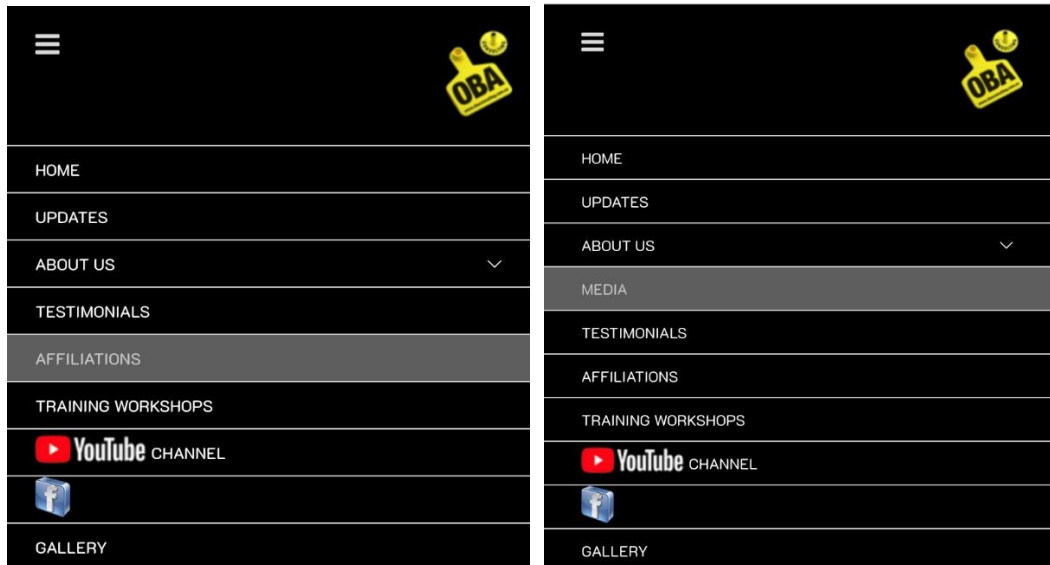 OBA
HOME
UPDATES
ABOUT US
TESTIMONIALS
AFFILIATIONS
TRAINING WORKSHOPS
YouTube CHANNEL
f
GALLERY
OBA
HOME
UPDATES
ABOUT US
MEDIA
TESTIMONIALS
AFFILIATIONS
TRAINING WORKSHOPS
YouTube CHANNEL
f
GALLERY